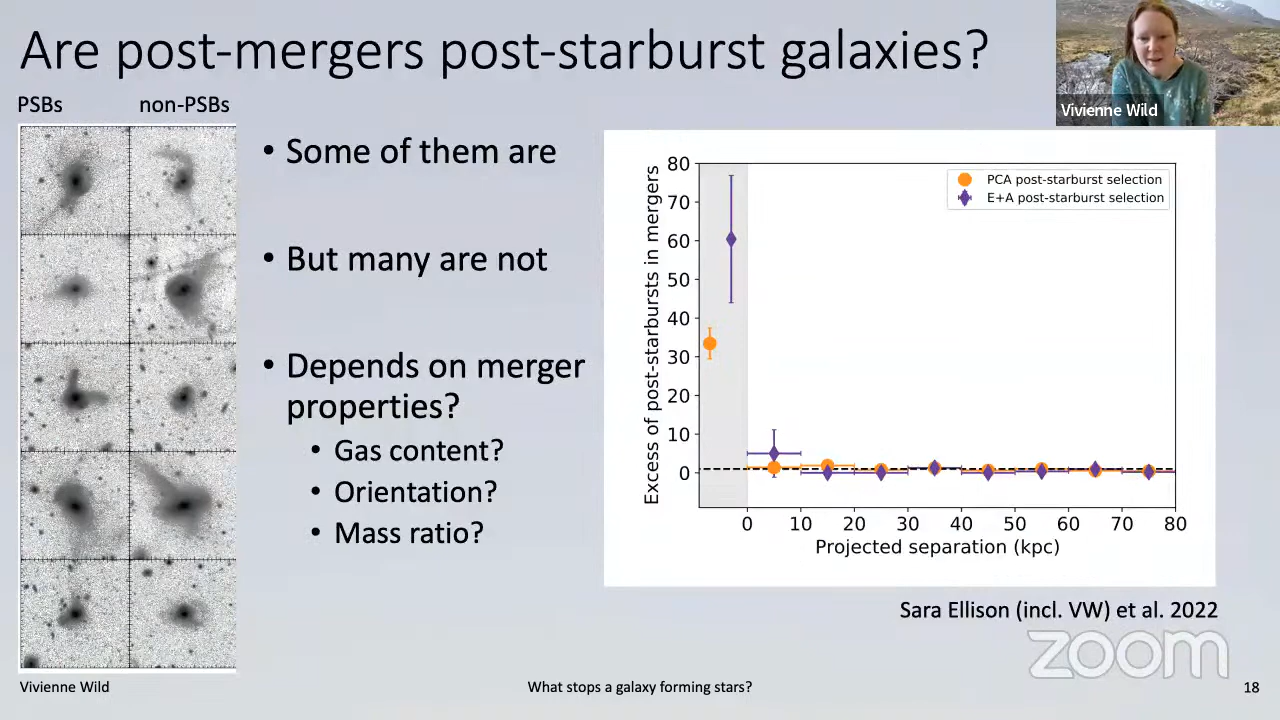 Are post-mergers post-starburst galaxies?
Vivienne Wild
PSBs non-PSBs
• Some of them are
• But many are not
• Depends on merger
properties?
• Gas content?
• Orientation?
• Mass ratio?
Excess of post-starbursts in mergers
80
70
60
50
40
30
20
10
0
PCA post-starburst selection
E+A post-starburst selection
0 10 20 30 40 50 60 70 80
Projected separation (kpc)
Sara Ellison (incl. VW) et al. 2022
zoom
Vivienne Wild
What stops a galaxy forming stars?
18